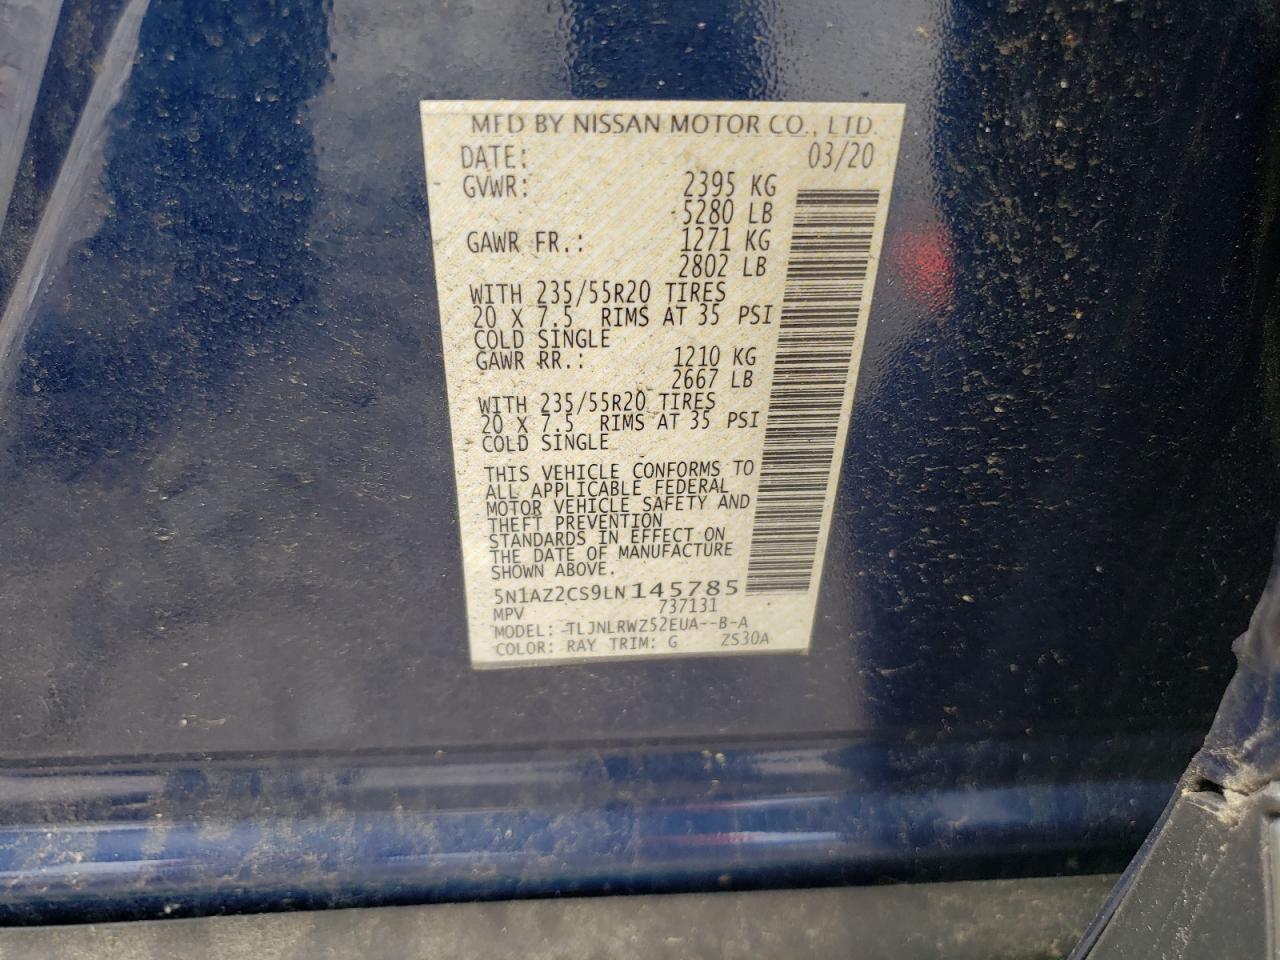 MFD BY NISSAN MOTOR CO., LTD.
DATE: 03/20
GVWR: 2395 KG
5280 LB
GAWR FR.: 1271 KG
2802 LB
WITH 235/55R20 TIRES
20 X 7.5 RIMS AT 35 PSI
COLD SINGLE
GAWR RR.: 1210 KG
2667 LB
WITH 235/55R20 TIRES
20 X 7.5 RIMS AT 35 PSI
COLD SINGLE
THIS VEHICLE CONFORMS TO
ALL APPLICABLE FEDERAL
MOTOR VEHICLE SAFETY AND
THEFT PREVENTION
STANDARDS IN EFFECT ON
THE DATE OF MANUFACTURE
SHOWN ABOVE.
5N1AZ2CS9LN145785
MPV 737131
MODEL: TLJNLRWZ52EUA--B-A
COLOR: RAY TRIM: G ZS30A